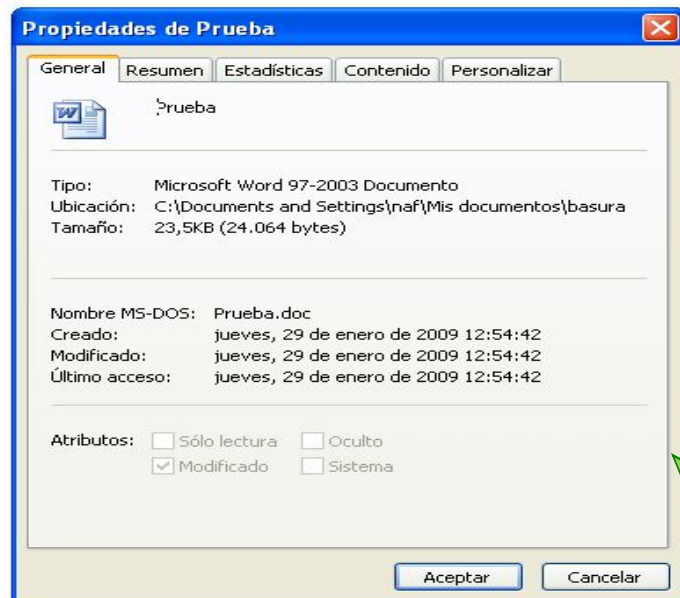 Propiedades de Prueba
General Resumen Estadísticas Contenido Personalizar
Prueba
Tipo: Microsoft Word 97-2003 Documento
Ubicación: C:\Documents and Settings\naf\Mis documentos\basura
Tamaño: 23,5KB (24.064 bytes)
Nombre MS-DOS: Prueba.doc
Creado: jueves, 29 de enero de 2009 12:54:42
Modificado: jueves, 29 de enero de 2009 12:54:42
Último acceso: jueves, 29 de enero de 2009 12:54:42
Atributos: Sólo lectura Oculto
Modificado Sistema
Aceptar Cancelar